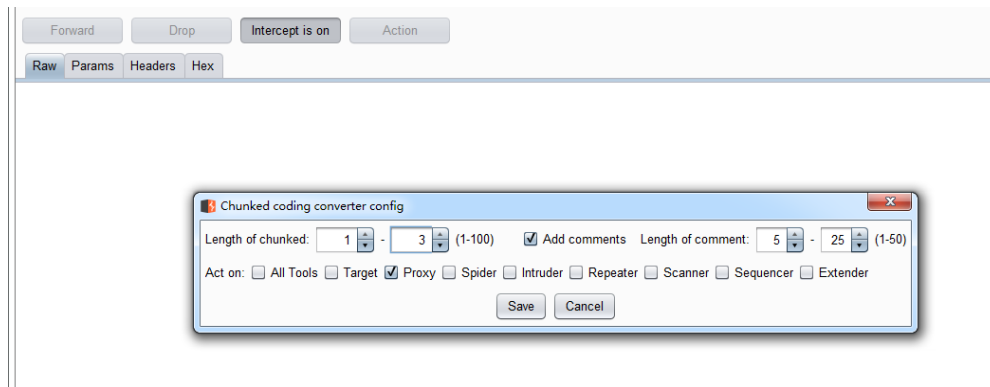 Forward Drop Intercept is on Action
Raw Params Headers Hex
Chunked coding converter config
Length of chunked: 1 - 3 (1-100) Add comments Length of comment: 5 - 25 (1-50)
Act on: All Tools Target Proxy Spider Intruder Repeater Scanner Sequencer Extender
Save Cancel